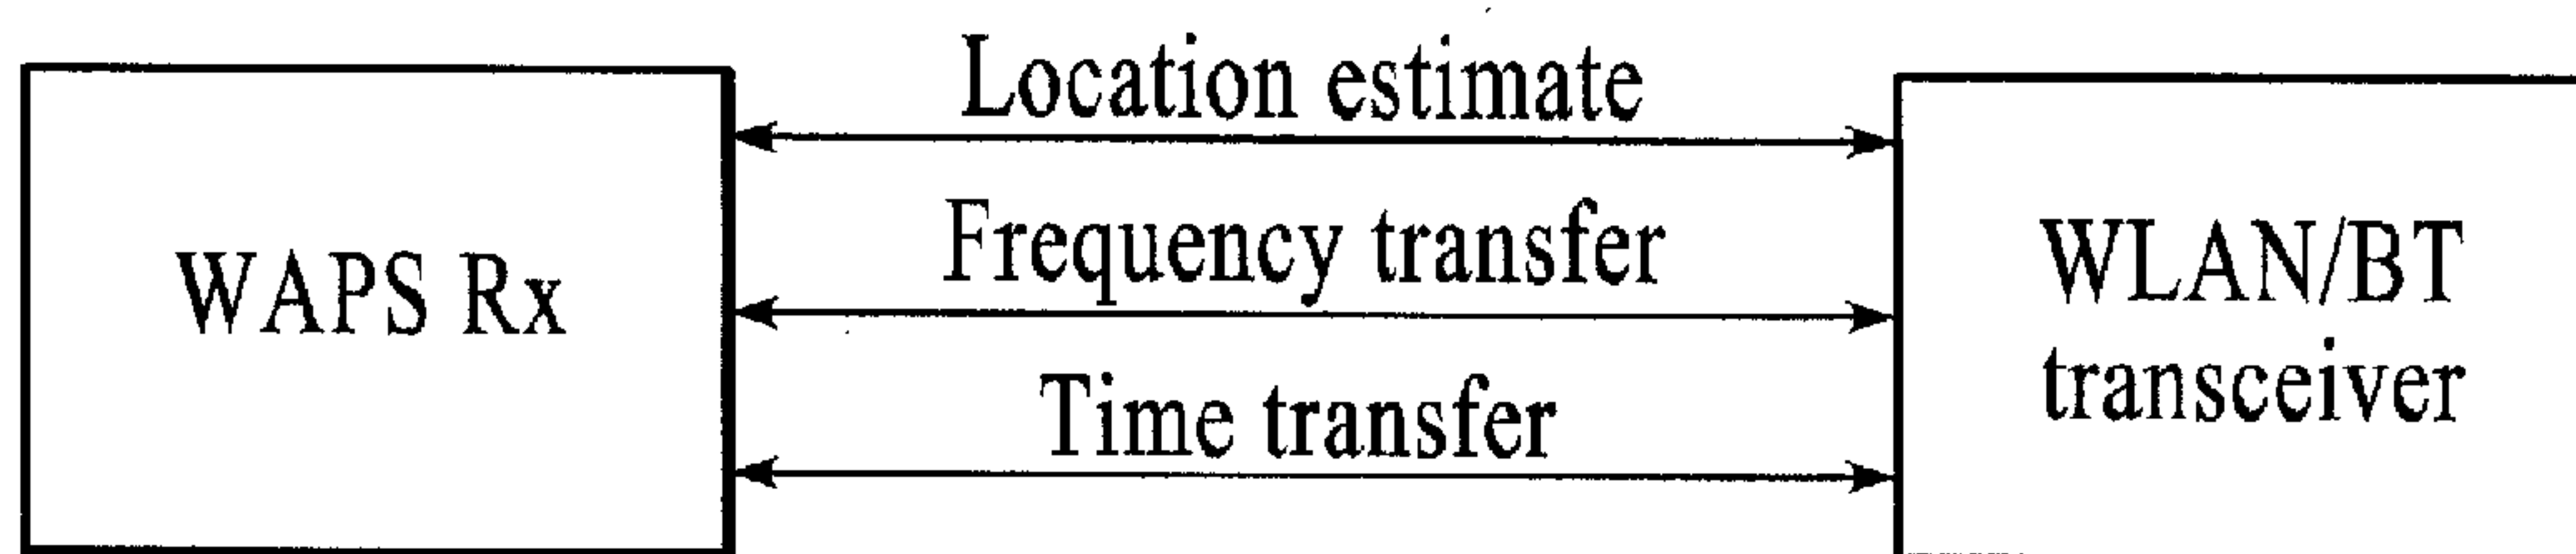 Location estimate
Frequency transfer
Time transfer
WAPS Rx
WLAN/BT
transceiver